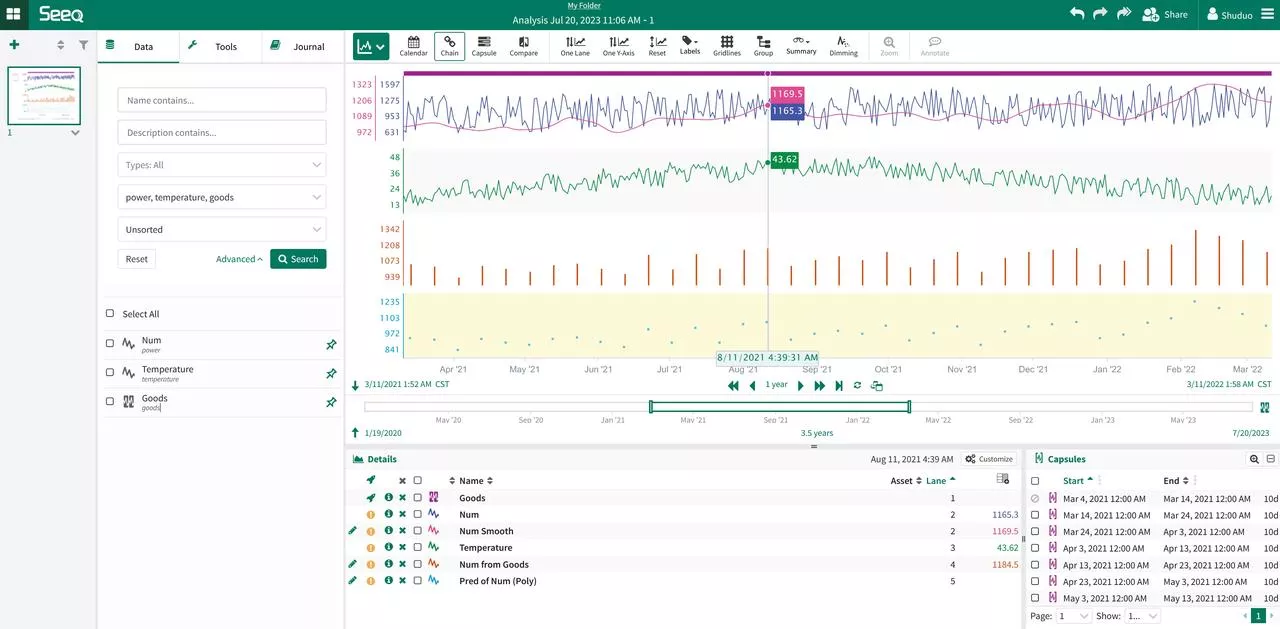 My Folder
Seeq
Analysis Jul 20, 2023 11:06 AM - 1
Share
Shuduo
Data
Tools
Journal
Calendar
Chain
Capsule
Compare
One Lane
One Y-Axis
Reset
Labels
Gridlines
Group
Summary
Dimming
Zoom
Annotate
1
Name contains...
Description contains...
Types: All
power, temperature, goods
Unsorted
Reset
Advanced
Search
Select All
Num
power
Temperature
temperature
Goods
goods
1323 1597
1206 1275
1089 953
972 631
1169.5
1165.3
48
36
24
13
43.62
1342
1208
1073
939
1235
1103
972
841
8/11/2021 4:39:31 AM
Apr '21 May '21 Jun '21 Jul '21 Aug '21 Sep '21 Oct '21 Nov '21 Dec '21 Jan '22 Feb '22 Mar '22
3/11/2021 1:52 AM CST
1 year
3/11/2022 1:58 AM CST
May '20 Sep '20 Jan '21 May '21 Sep '21 Jan '22 May '22 Sep '22 Jan '23 May '23
1/19/2020
3.5 years
7/20/2023
Details
Aug 11, 2021 4:39 AM
Customize
Name Asset Lane
Goods 1
Num 2 1165.3
Num Smooth 2 1169.5
Temperature 3 43.62
Num from Goods 4 1184.5
Pred of Num (Poly) 5
Capsules
Start End
Mar 4, 2021 12:00 AM Mar 14, 2021 12:00 AM 10d
Mar 14, 2021 12:00 AM Mar 24, 2021 12:00 AM 10d
Mar 24, 2021 12:00 AM Apr 3, 2021 12:00 AM 10d
Apr 3, 2021 12:00 AM Apr 13, 2021 12:00 AM 10d
Apr 13, 2021 12:00 AM Apr 23, 2021 12:00 AM 10d
Apr 23, 2021 12:00 AM May 3, 2021 12:00 AM 10d
May 3, 2021 12:00 AM May 13, 2021 12:00 AM 10d
Page: 1 Show: 1... 1